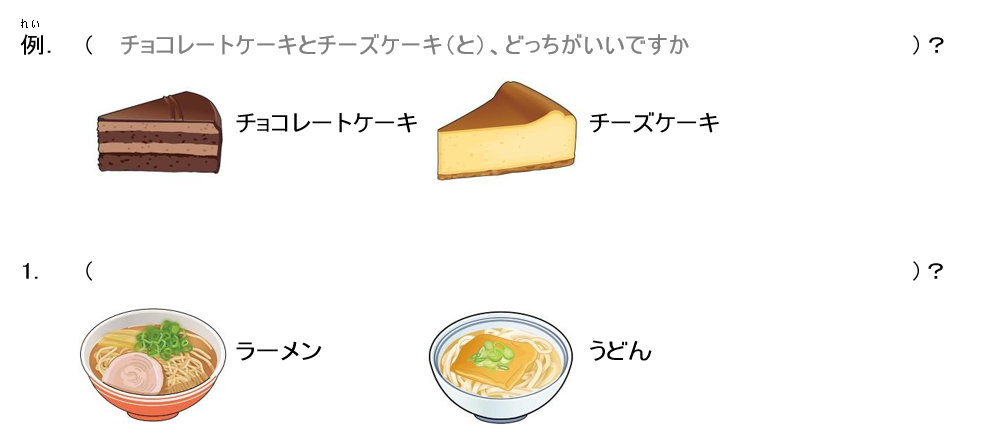 れい
例. ( チョコレートケーキとチーズケーキ(と)、どっちがいいですか )?
チョコレートケーキ チーズケーキ
1. ( )?
ラーメン うどん